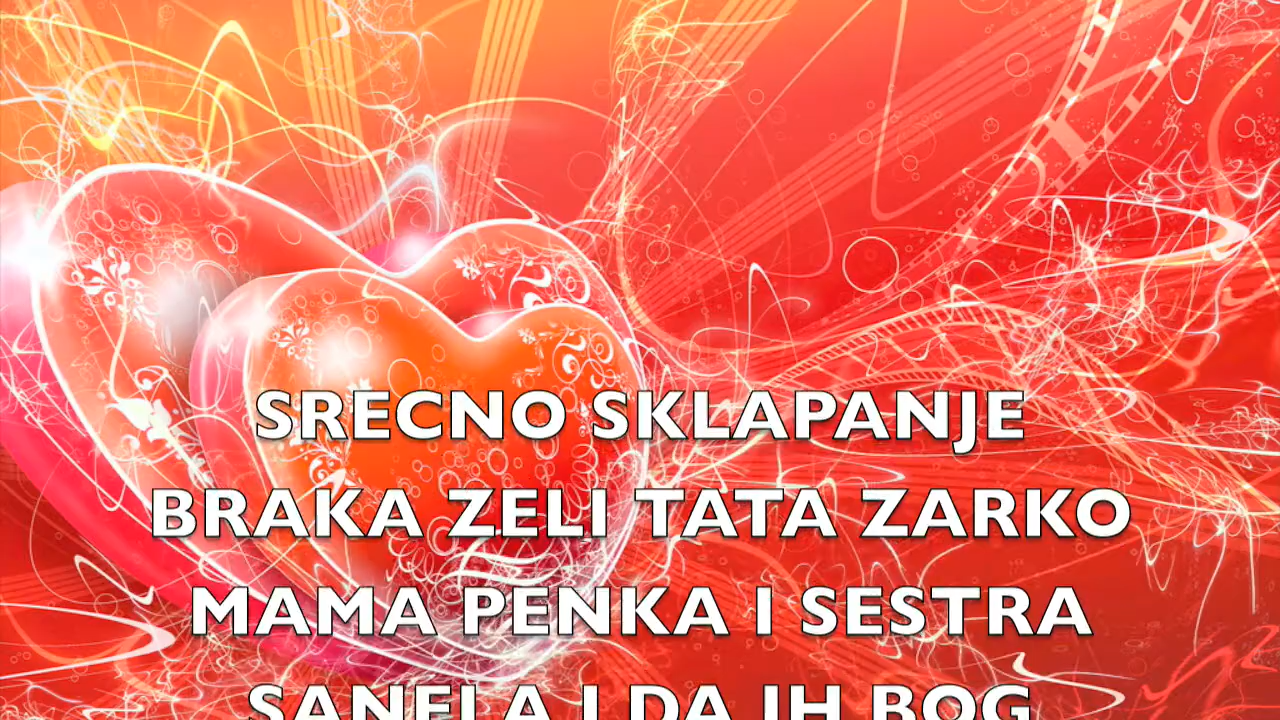 SRECNO SKLAPANJE
BRAKA ZELI TATA ZARKO
MAMA PENKA I SESTRA
SANELA I DA IH BOG